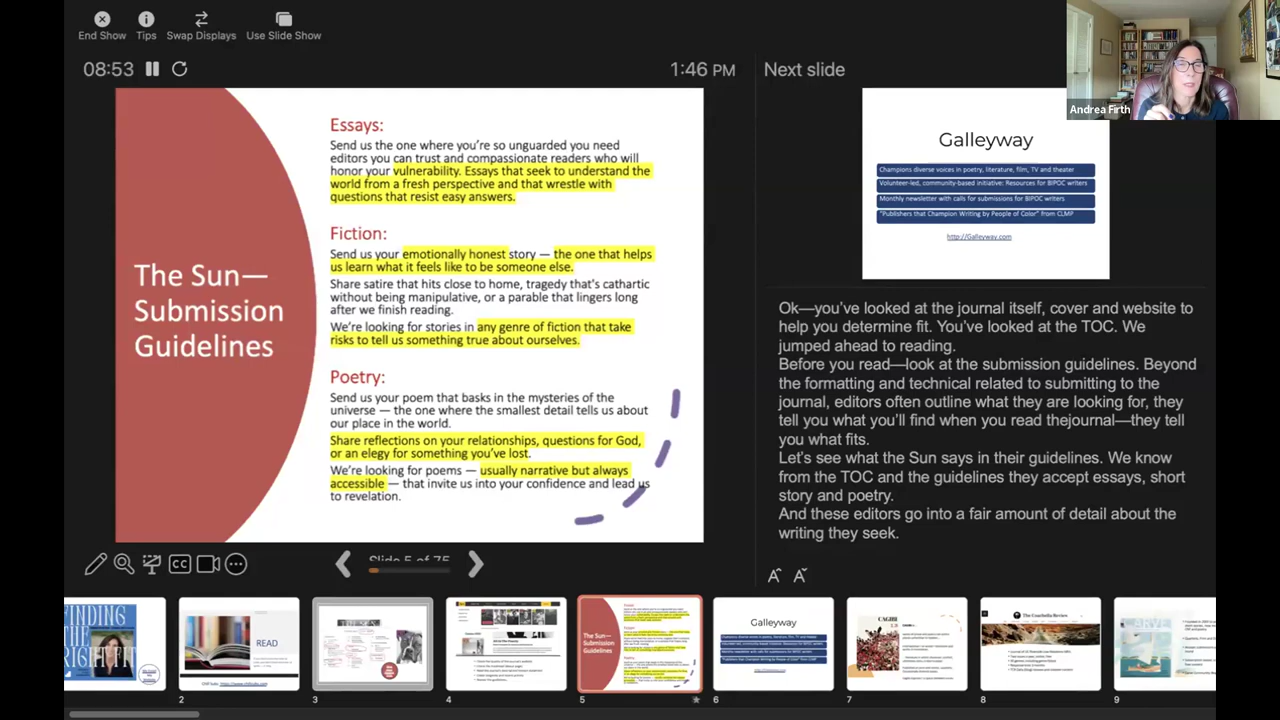 End Show
Tips
Swap Displays
Use Slide Show
08:53
1:46 PM
Next slide
Andrea Firth
The Sun—
Submission
Guidelines
Essays:
Send us the one where you're so unguarded you need
editors you can trust and compassionate readers who will
honor your vulnerability. Essays that seek to understand the
world from a fresh perspective and that wrestle with
questions that resist easy answers.
Fiction:
Send us your emotionally honest story — the one that helps
us learn what it feels like to be someone else.
Share satire that hits close to home, tragedy that's cathartic
without being manipulative, or a parable that lingers long
after we finish reading.
We're looking for stories in any genre of fiction that take
risks to tell us something true about ourselves.
Poetry:
Send us your poem that basks in the mysteries of the
universe — the one where the smallest detail tells us about
our place in the world.
Share reflections on your relationships, questions for God,
or an elegy for something you've lost.
We're looking for poems — usually narrative but always
accessible — that invite us into your confidence and lead us
to revelation.
Galleyway
Champions diverse voices in poetry, literature, film, TV and theater
Volunteer-led, community-based initiative: Resources for BIPOC writers
Monthly newsletter with calls for submissions for BIPOC writers
"Publishers that Champion Writing by People of Color" from CLMP
http://Galleyway.com
Ok—you've looked at the journal itself, cover and website to
help you determine fit. You've looked at the TOC. We
jumped ahead to reading.
Before you read—look at the submission guidelines. Beyond
the formatting and technical related to submitting to the
journal, editors often outline what they are looking for, they
tell you what you'll find when you read thejournal—they tell
you what fits.
Let's see what the Sun says in their guidelines. We know
from the TOC and the guidelines they accept essays, short
story and poetry.
And these editors go into a fair amount of detail about the
writing they seek.
CC
Slide 5 of 75
FINDING
THE
READ
The Sun—
Submission
Guidelines
Galleyway
2
3
4
5
6
7
8
9